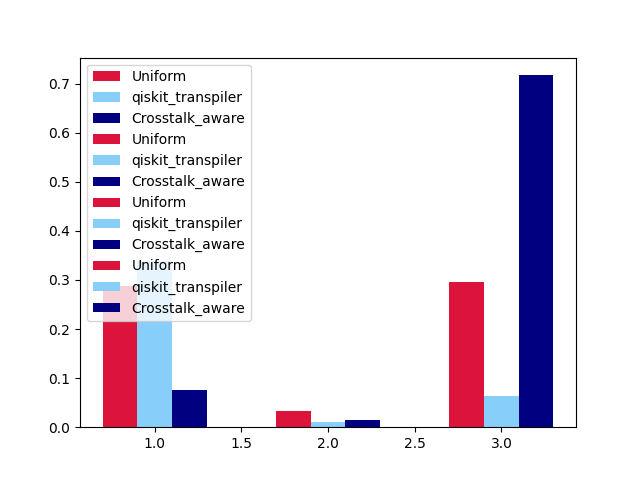 0.7
0.6
0.5
0.4
0.3
0.2
0.1
0.0
Uniform
qiskit_transpiler
Crosstalk_aware
Uniform
qiskit_transpiler
Crosstalk_aware
Uniform
qiskit_transpiler
Crosstalk_aware
Uniform
qiskit_transpiler
Crosstalk_aware
1.0 1.5 2.0 2.5 3.0